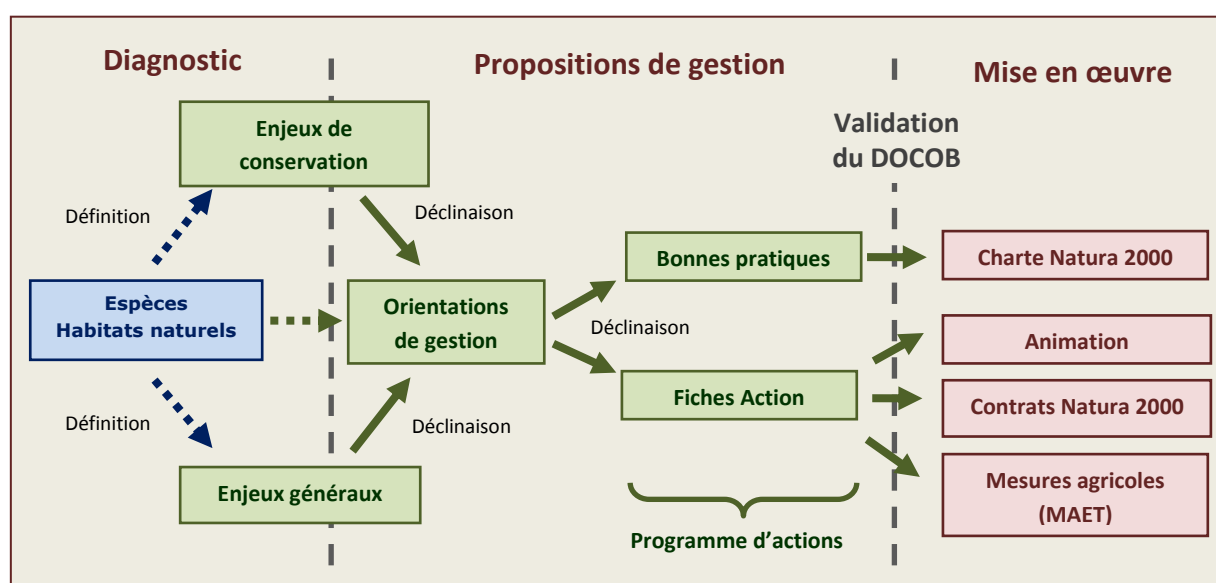 Diagnostic
Propositions de gestion
Mise en œuvre
Enjeux de
conservation
Validation
du DOCOB
Définition
Déclinaison
Bonnes pratiques
Charte Natura 2000
Espèces
Habitats naturels
Orientations
de gestion
Déclinaison
Animation
Fiches Action
Contrats Natura 2000
Définition
Déclinaison
Enjeux généraux
Mesures agricoles
(MAET)
Programme d’actions